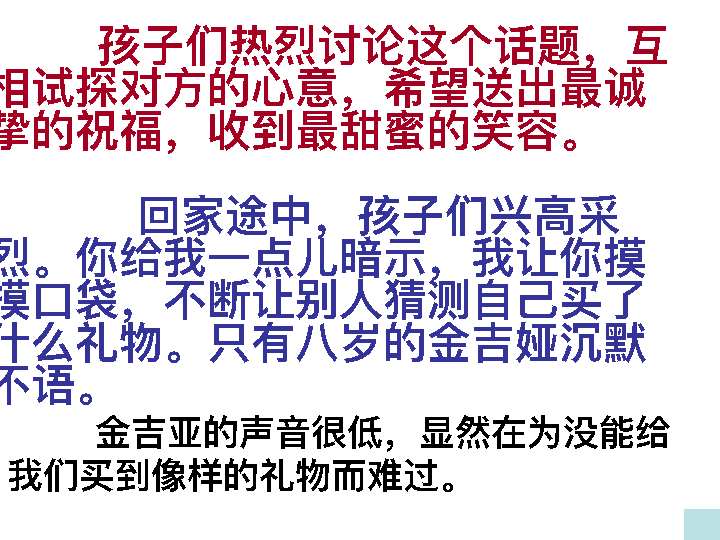 孩子们热烈讨论这个话题，互
相试探对方的心意，希望送出最诚
挚的祝福，收到最甜蜜的笑容。
回家途中，孩子们兴高采
烈。你给我一点儿暗示，我让你摸
摸口袋，不断让别人猜测自己买了
什么礼物。只有八岁的金吉娅沉默
不语。
金吉亚的声音很低，显然在为没能给
我们买到像样的礼物而难过。